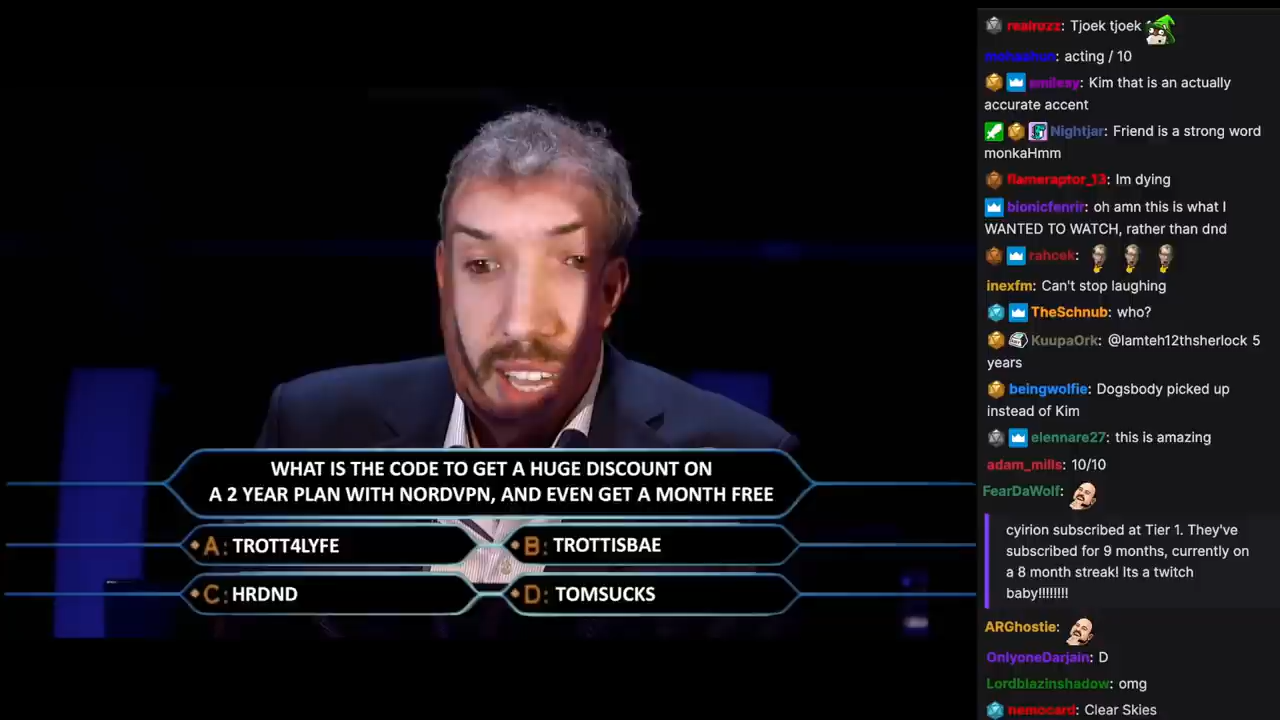 WHAT IS THE CODE TO GET A HUGE DISCOUNT ON
A 2 YEAR PLAN WITH NORDVPN, AND EVEN GET A MONTH FREE
A: TROTT4LYFE
B: TROTTISBAE
C: HRDND
D: TOMSUCKS
realrozz: Tjoek tjoek
mohaahun: acting / 10
emilesy: Kim that is an actually
accurate accent
Nightjar: Friend is a strong word
monkaHmm
flameraptor_13: Im dying
bionicfenrir: oh amn this is what I
WANTED TO WATCH, rather than dnd
rahcek:
inexfm: Can't stop laughing
TheSchnub: who?
KuupaOrk: @Iamteh12thsherlock 5
years
beingwolfie: Dogsbody picked up
instead of Kim
elennare27: this is amazing
adam_mills: 10/10
FearDaWolf:
cyirion subscribed at Tier 1. They've
subscribed for 9 months, currently on
a 8 month streak! Its a twitch
baby!!!!!!!!
ARGhostie:
OnlyoneDarjain: D
Lordblazinshadow: omg
nemocard: Clear Skies